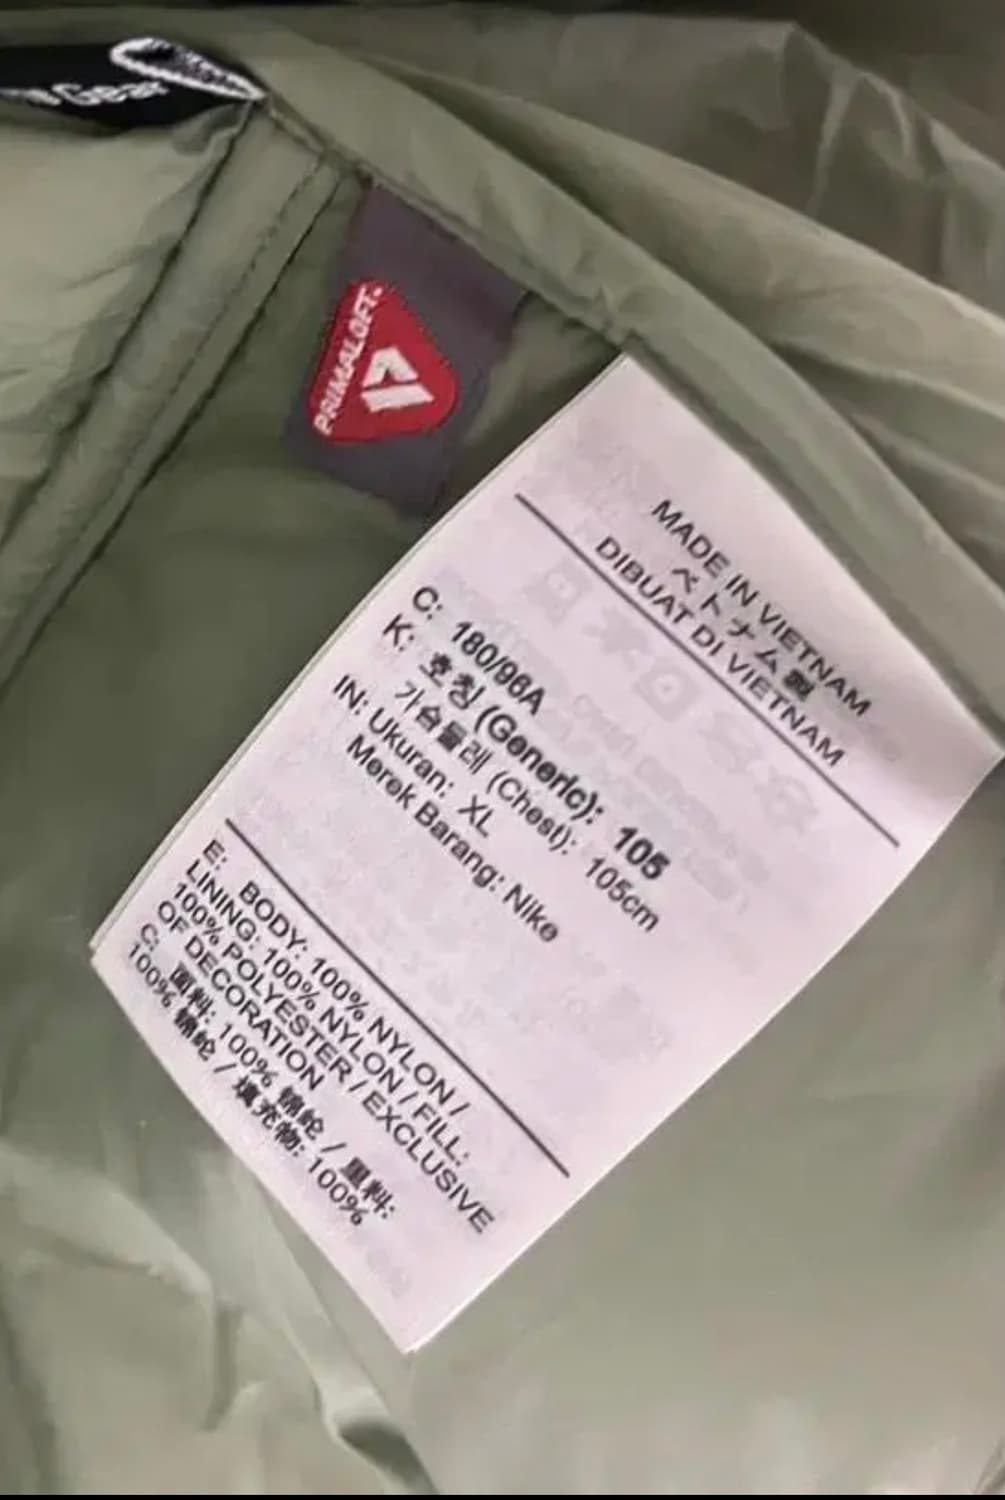 Gear
PRIMALOFT
MADE IN VIETNAM
ベトナム製
DIBUAT DI VIETNAM
C: 180/96A
K: 호칭 (Generic): 105
가슴둘레 (Chest): 105cm
IN: Ukuran: XL
Merek Barang: Nike
E: BODY: 100% NYLON /
LINING: 100% NYLON / FILL:
100% POLYESTER / EXCLUSIVE
OF DECORATION
C: 面料: 100% 锦纶 / 里料:
100% 锦纶 / 填充物: 100%